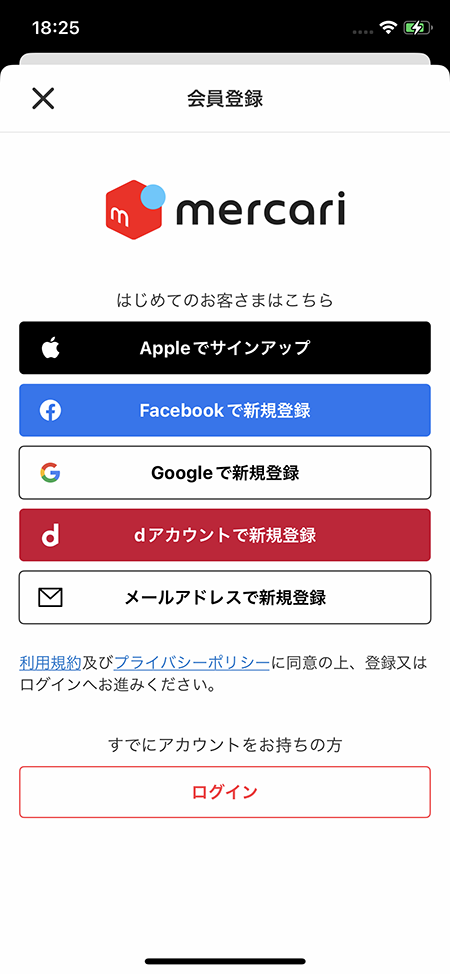 18:25
会員登録
m mercari
はじめてのお客さまはこちら
Appleでサインアップ
Facebookで新規登録
Googleで新規登録
dアカウントで新規登録
メールアドレスで新規登録
利用規約及びプライバシーポリシーに同意の上、登録又は
ログインへお進みください。
すでにアカウントをお持ちの方
ログイン